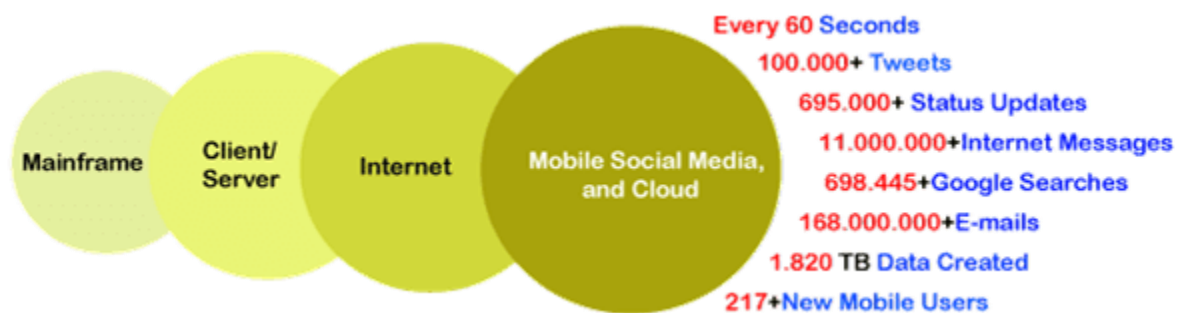 Mainframe
Client/
Server
Internet
Mobile Social Media,
and Cloud
Every 60 Seconds
100.000+ Tweets
695.000+ Status Updates
11.000.000+Internet Messages
698.445+Google Searches
168.000.000+E-mails
1.820 TB Data Created
217+New Mobile Users